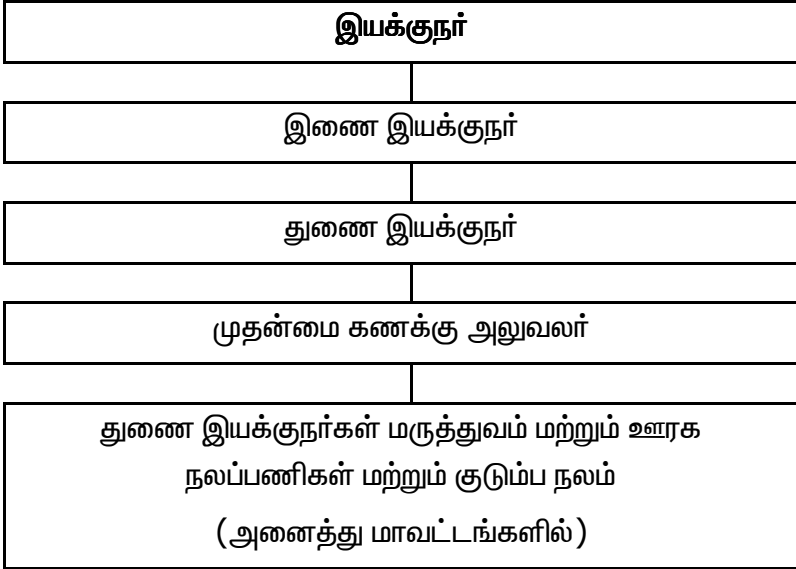 இயக்குநர்
இணை இயக்குநர்
துணை இயக்குநர்
முதன்மை கணக்கு அலுவலர்
துணை இயக்குநர்கள் மருத்துவம் மற்றும் ஊரக
நலப்பணிகள் மற்றும் குடும்ப நலம்
(அனைத்து மாவட்டங்களில்)